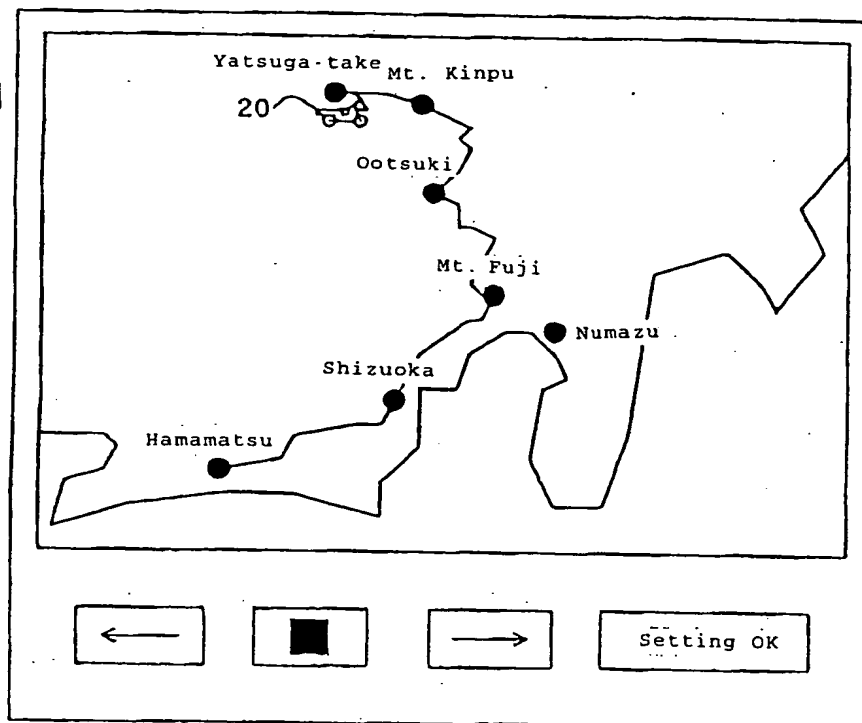 Yatsuga-take
Mt. Kinpu
20
Ootsuki
Mt. Fuji
Numazu
Shizuoka
Hamamatsu
Setting OK